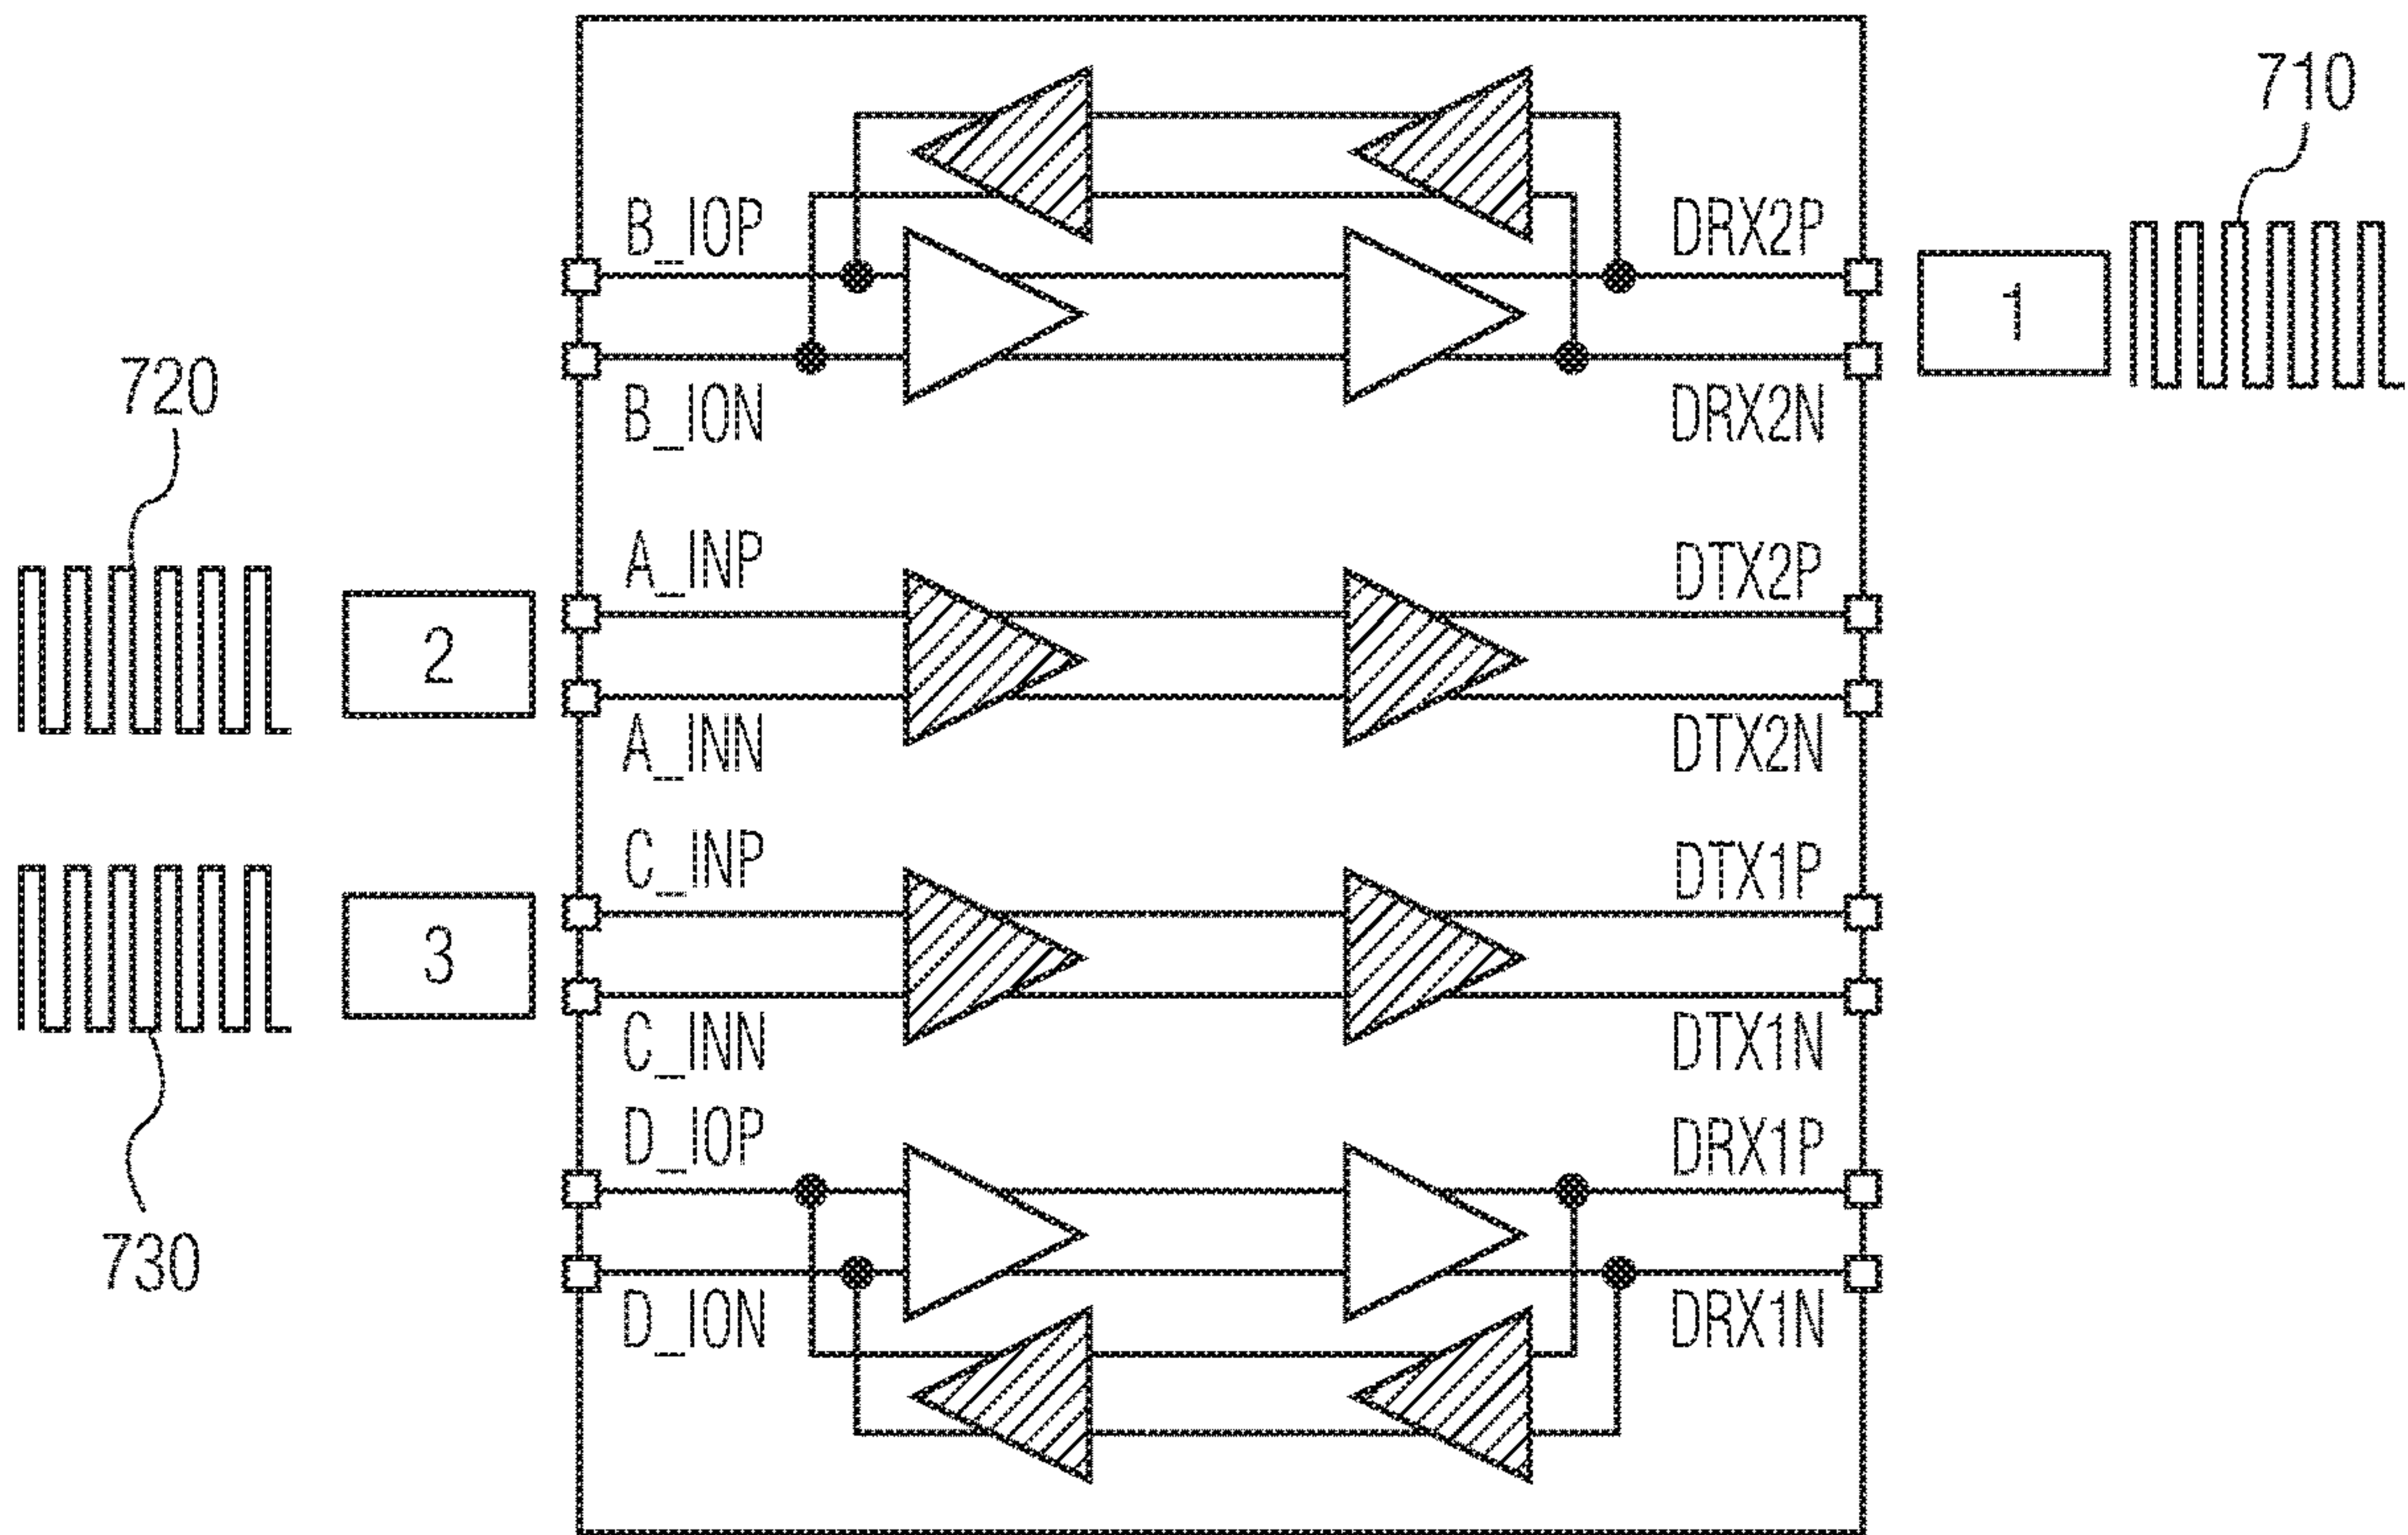 710
B_IOP
DRX2P
1
B_ION
DRX2N
720
A_INP
DTX2P
2
A_INN
DTX2N
C_INP
DTX1P
3
C_INN
DTX1N
D_IOP
DRX1P
730
D_ION
DRX1N